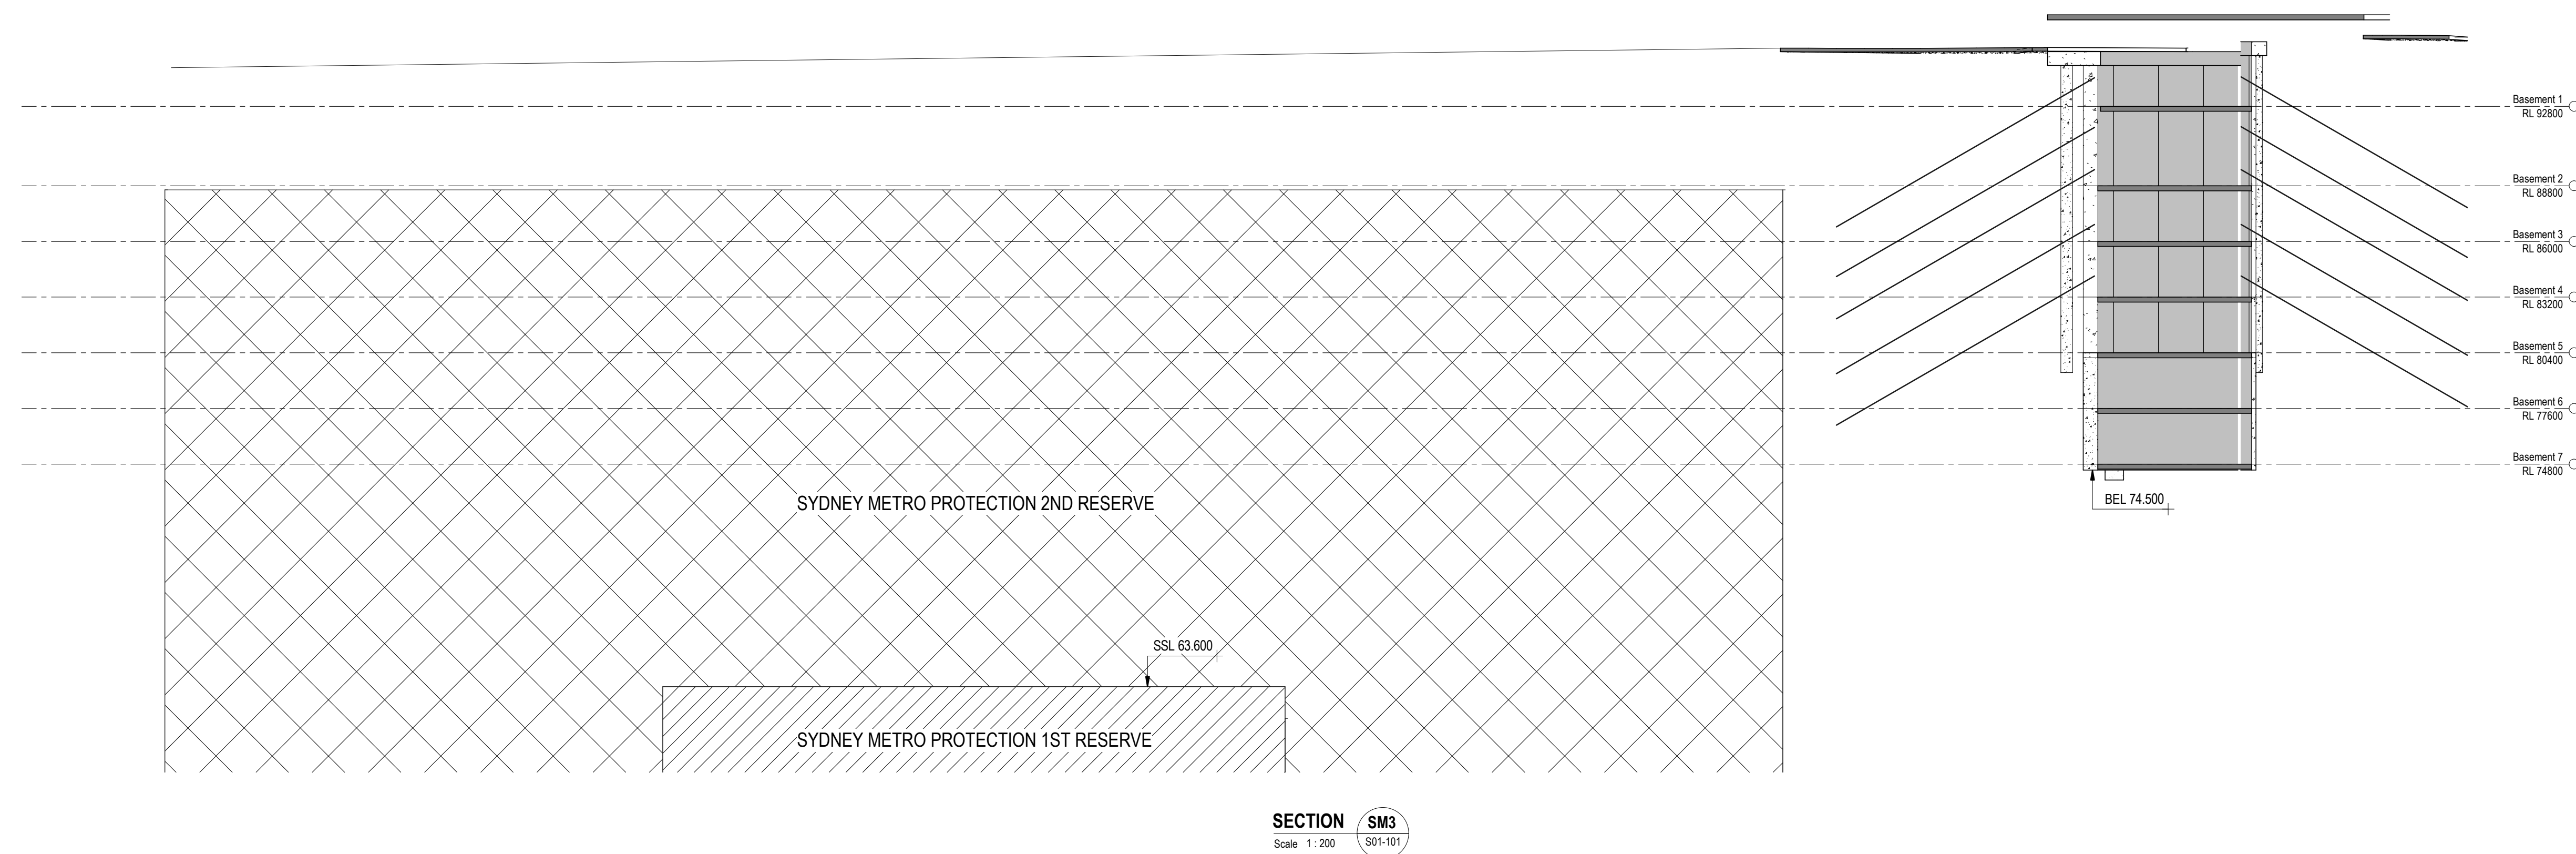 Basement 1
RL 92800
Basement 2
RL 88800
Basement 3
RL 86000
Basement 4
RL 83200
Basement 5
RL 80400
Basement 6
RL 77600
Basement 7
RL 74800
BEL 74.500
SYDNEY METRO PROTECTION 2ND RESERVE
SSL 63.600
SYDNEY METRO PROTECTION 1ST RESERVE
SECTION
SM3
Scale 1 : 200
S01-101